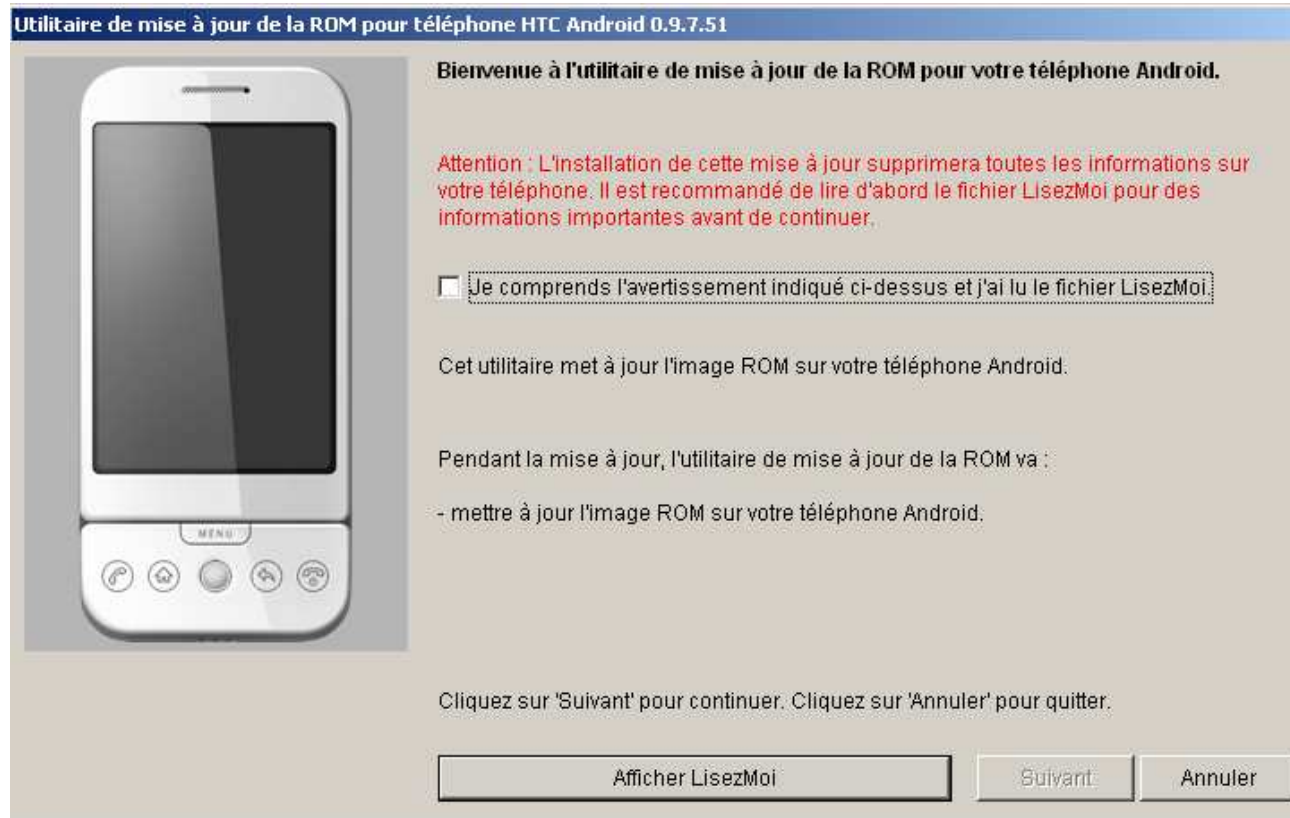 Utilitaire de mise à jour de la ROM pour téléphone HTC Android 0.9.7.51
Bienvenue à l'utilitaire de mise à jour de la ROM pour votre téléphone Android.
Attention : L'installation de cette mise à jour supprimera toutes les informations sur
votre téléphone. Il est recommandé de lire d'abord le fichier LisezMoi pour des
informations importantes avant de continuer.
Je comprends l'avertissement indiqué ci-dessus et j'ai lu le fichier LisezMoi.
Cet utilitaire met à jour l'image ROM sur votre téléphone Android.
Pendant la mise à jour, l'utilitaire de mise à jour de la ROM va :
- mettre à jour l'image ROM sur votre téléphone Android.
MENU
Cliquez sur 'Suivant' pour continuer. Cliquez sur 'Annuler' pour quitter.
Afficher LisezMoi Suivant Annuler